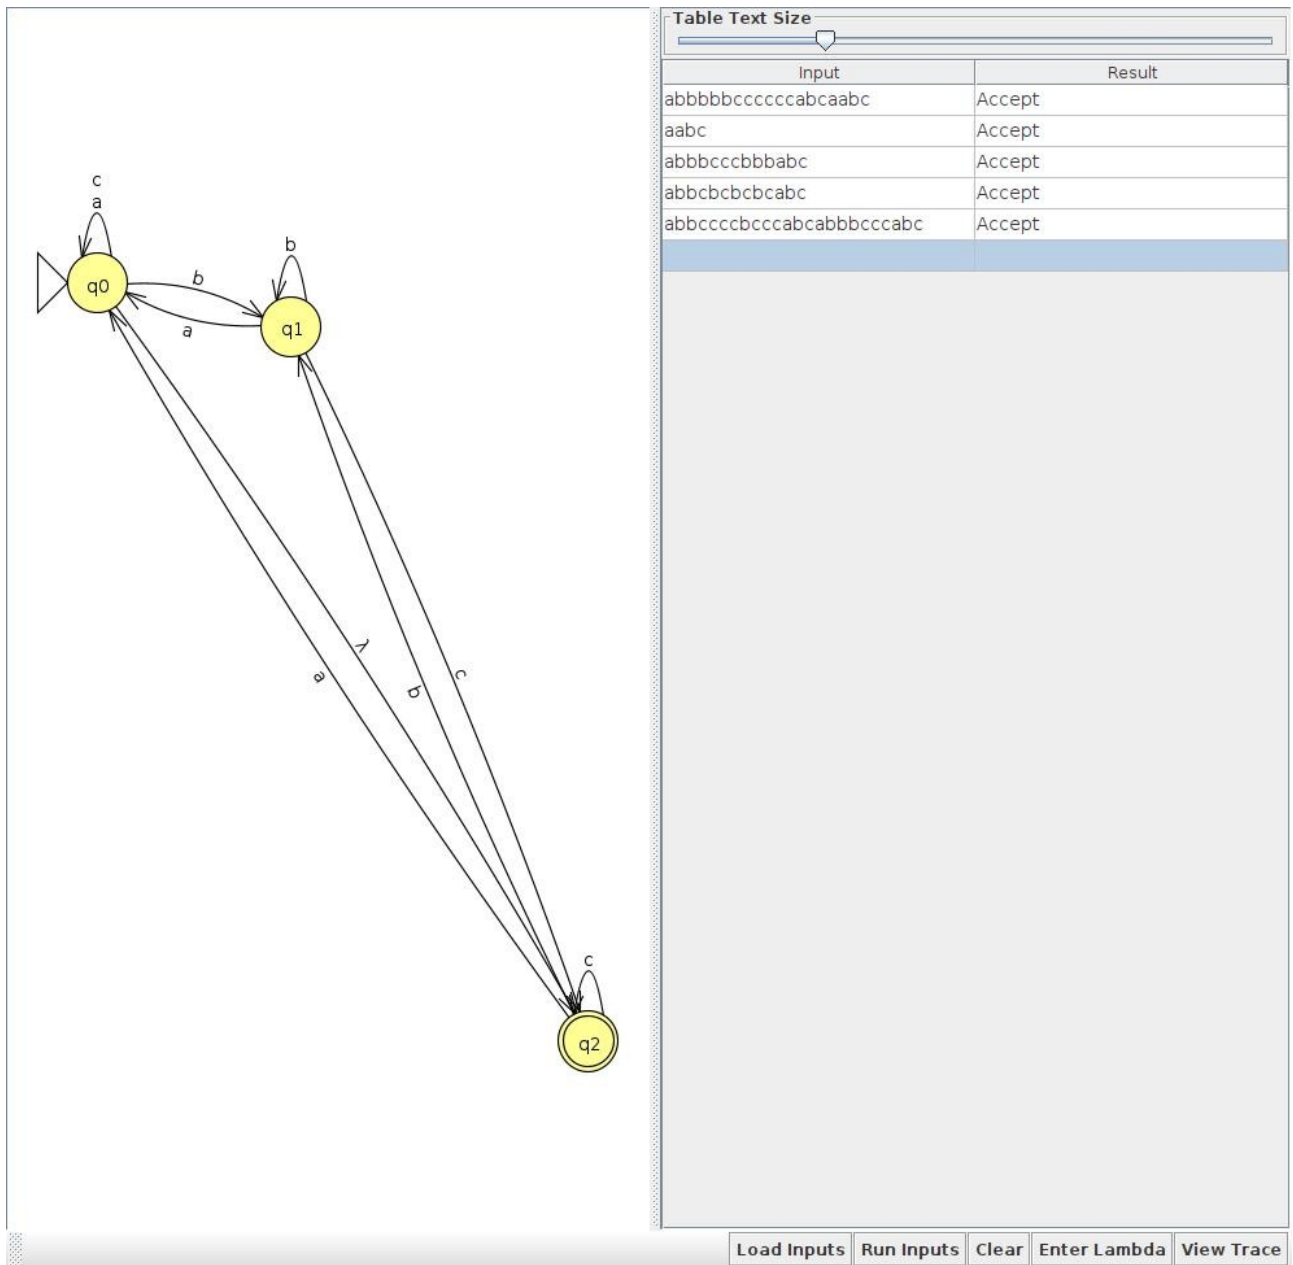 Table Text Size
Input Result
abbbbbccccccabcaabc Accept
aabc Accept
abbbcccbbbabc Accept
abbcbcbcbcabc Accept
abbccccbcccabcabbbcccabc Accept
c
a
q0
b
a
b
q1
λ
a
b
c
c
q2
Load Inputs Run Inputs Clear Enter Lambda View Trace